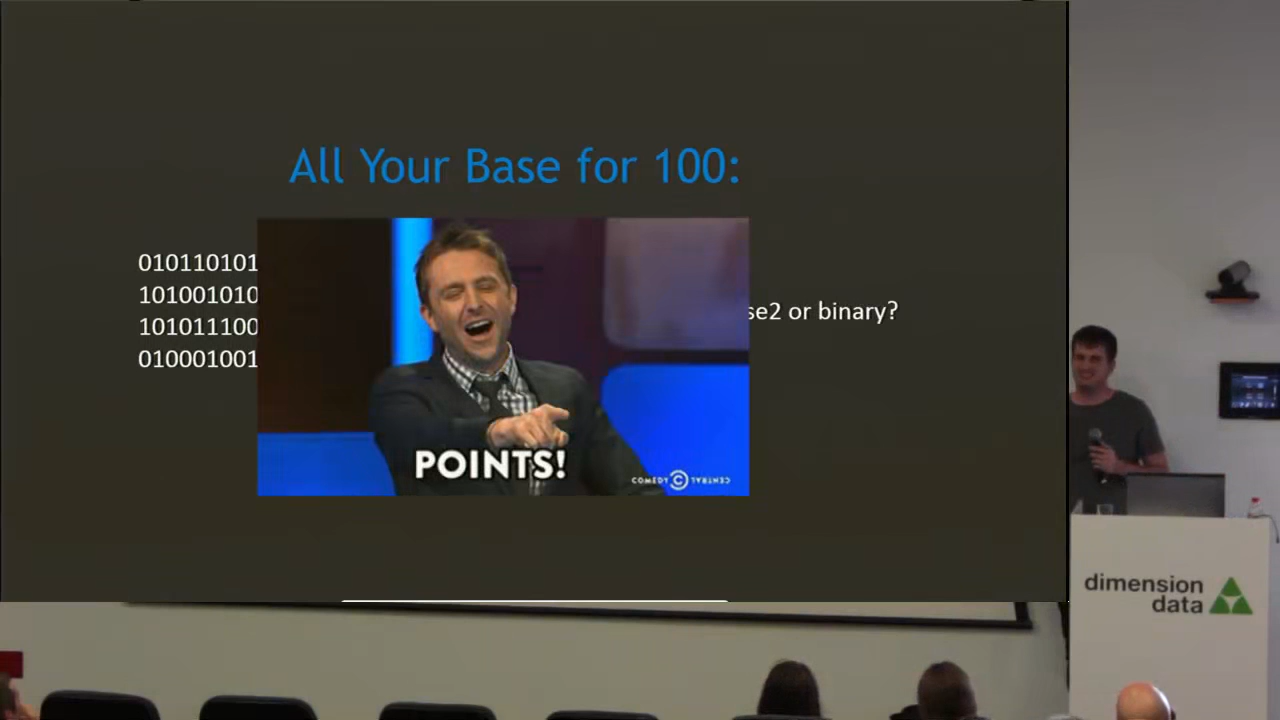 All Your Base for 100:
010110101
101001010
101011100
010001001
se2 or binary?
POINTS!
COMEDY CENTRAL
dimension
data